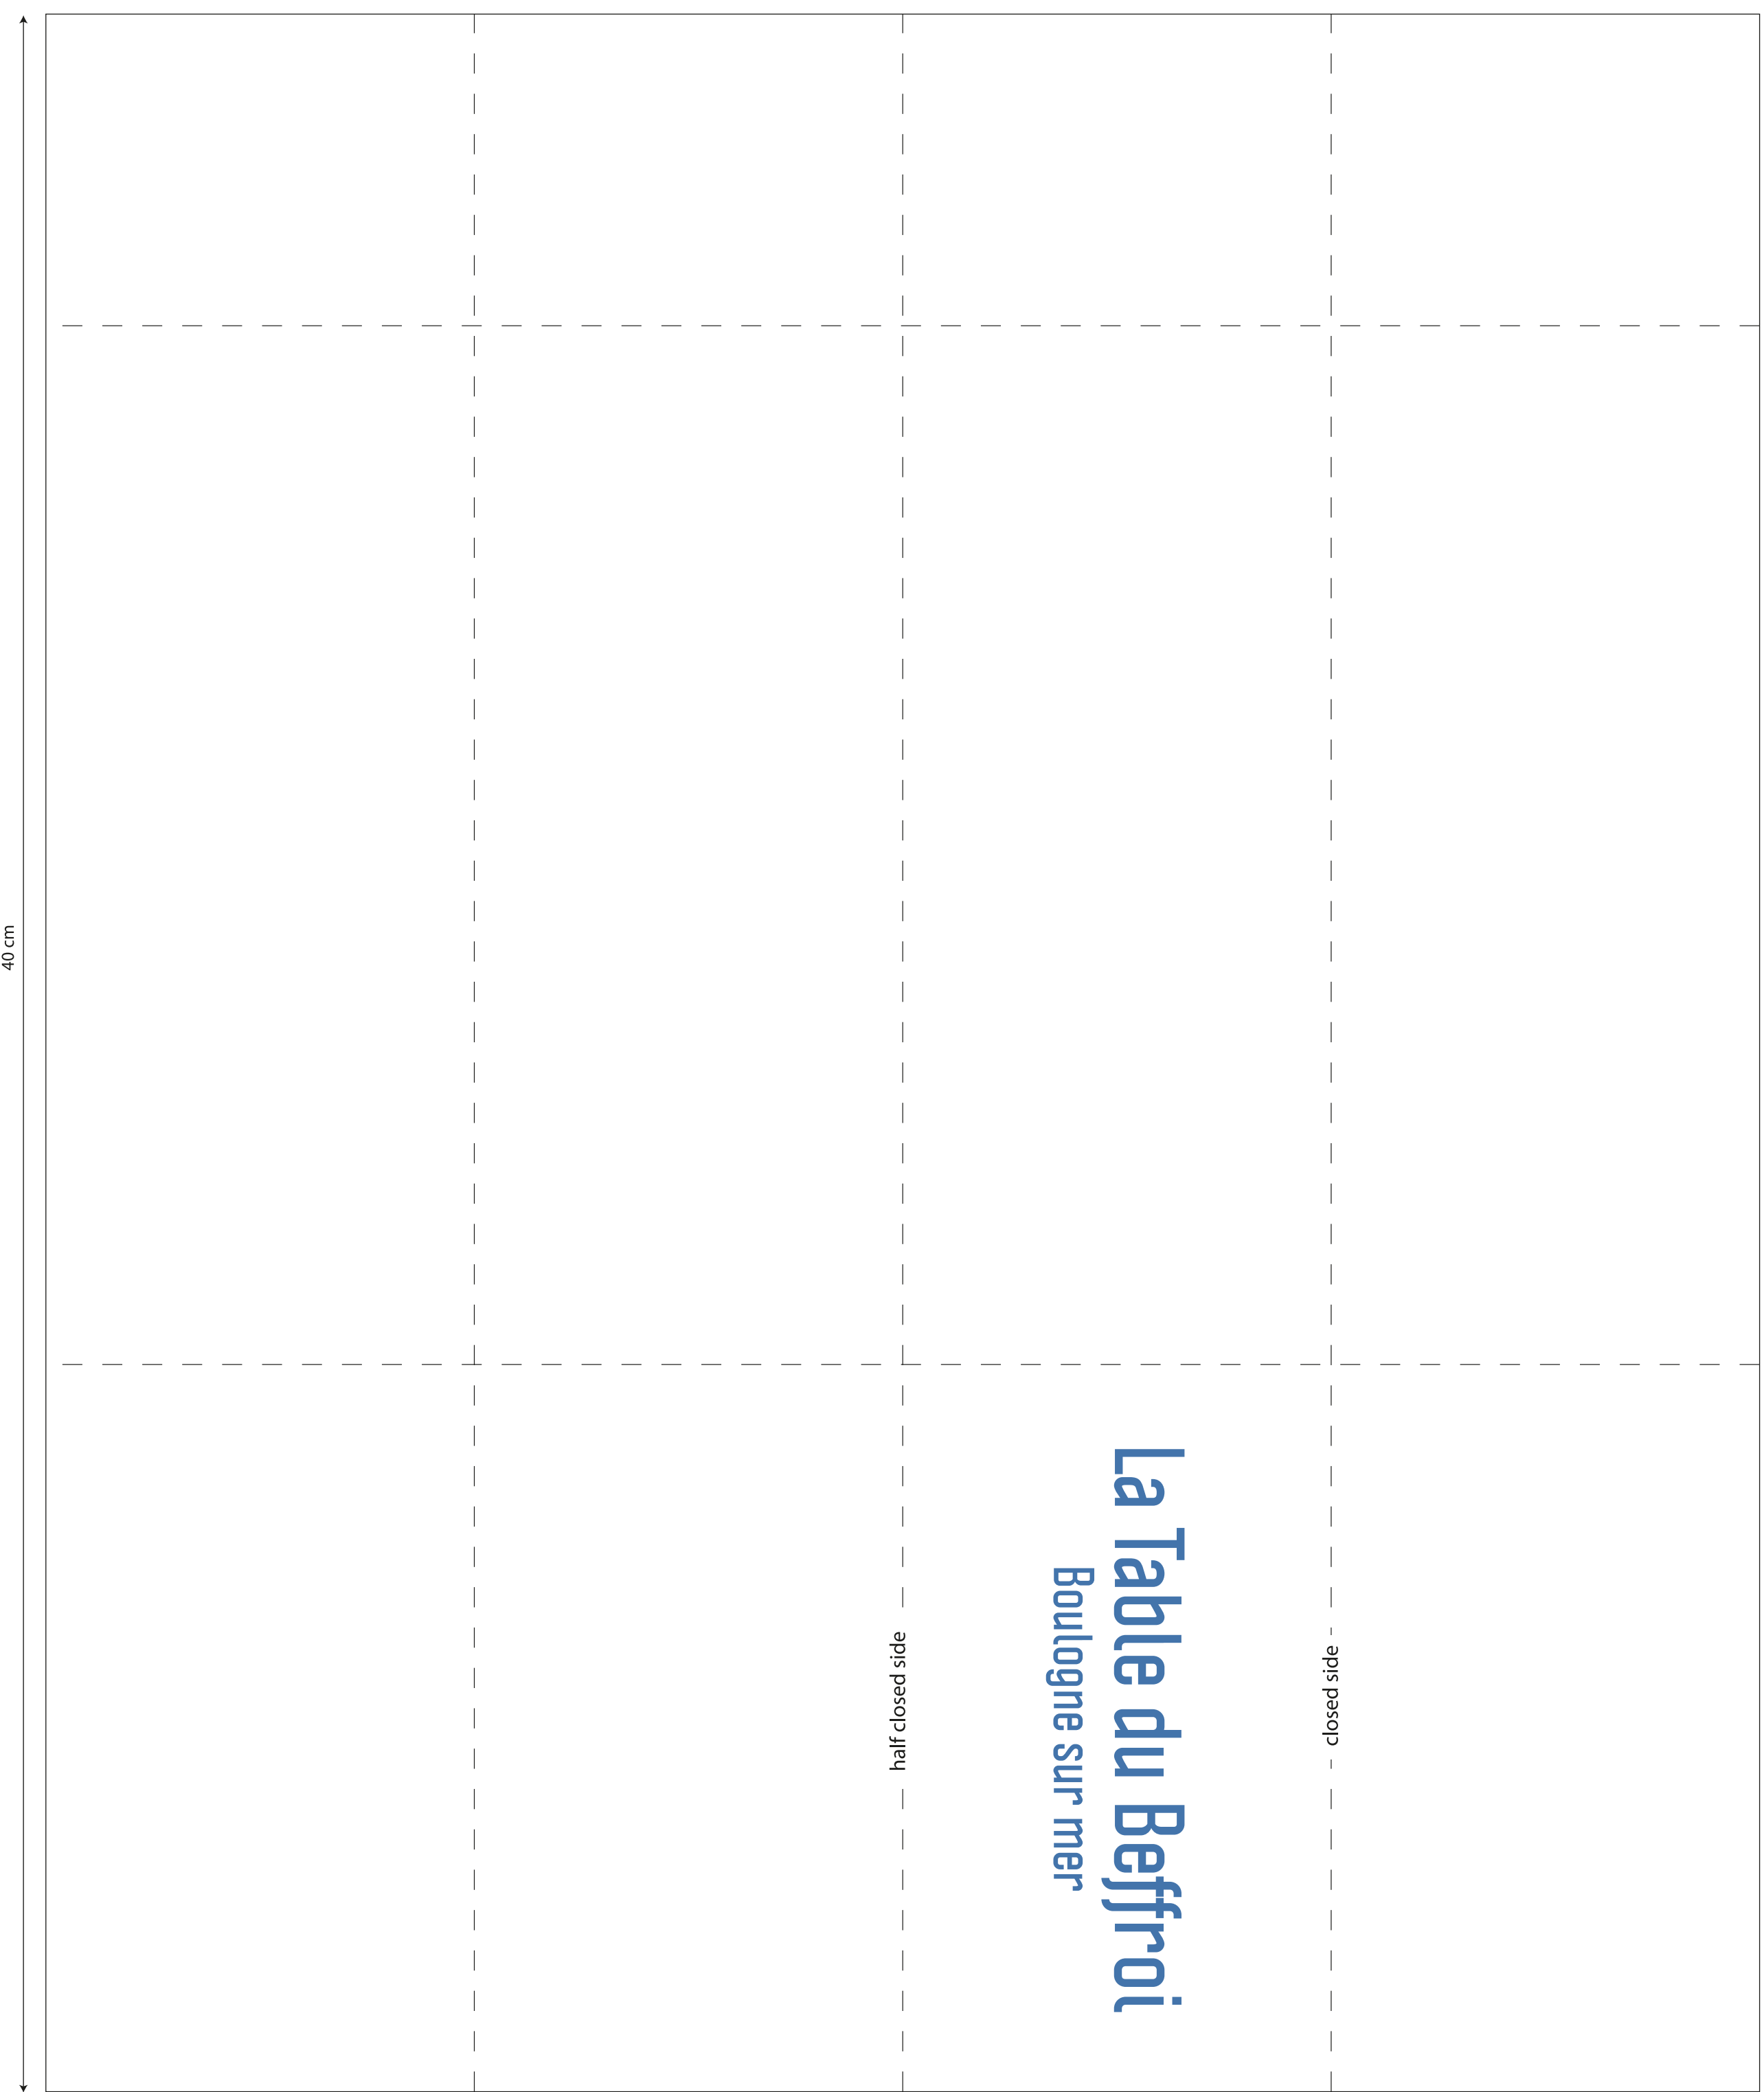 40 cm
half closed side
La Table du Beffroi
Boulogne sur mer
closed side